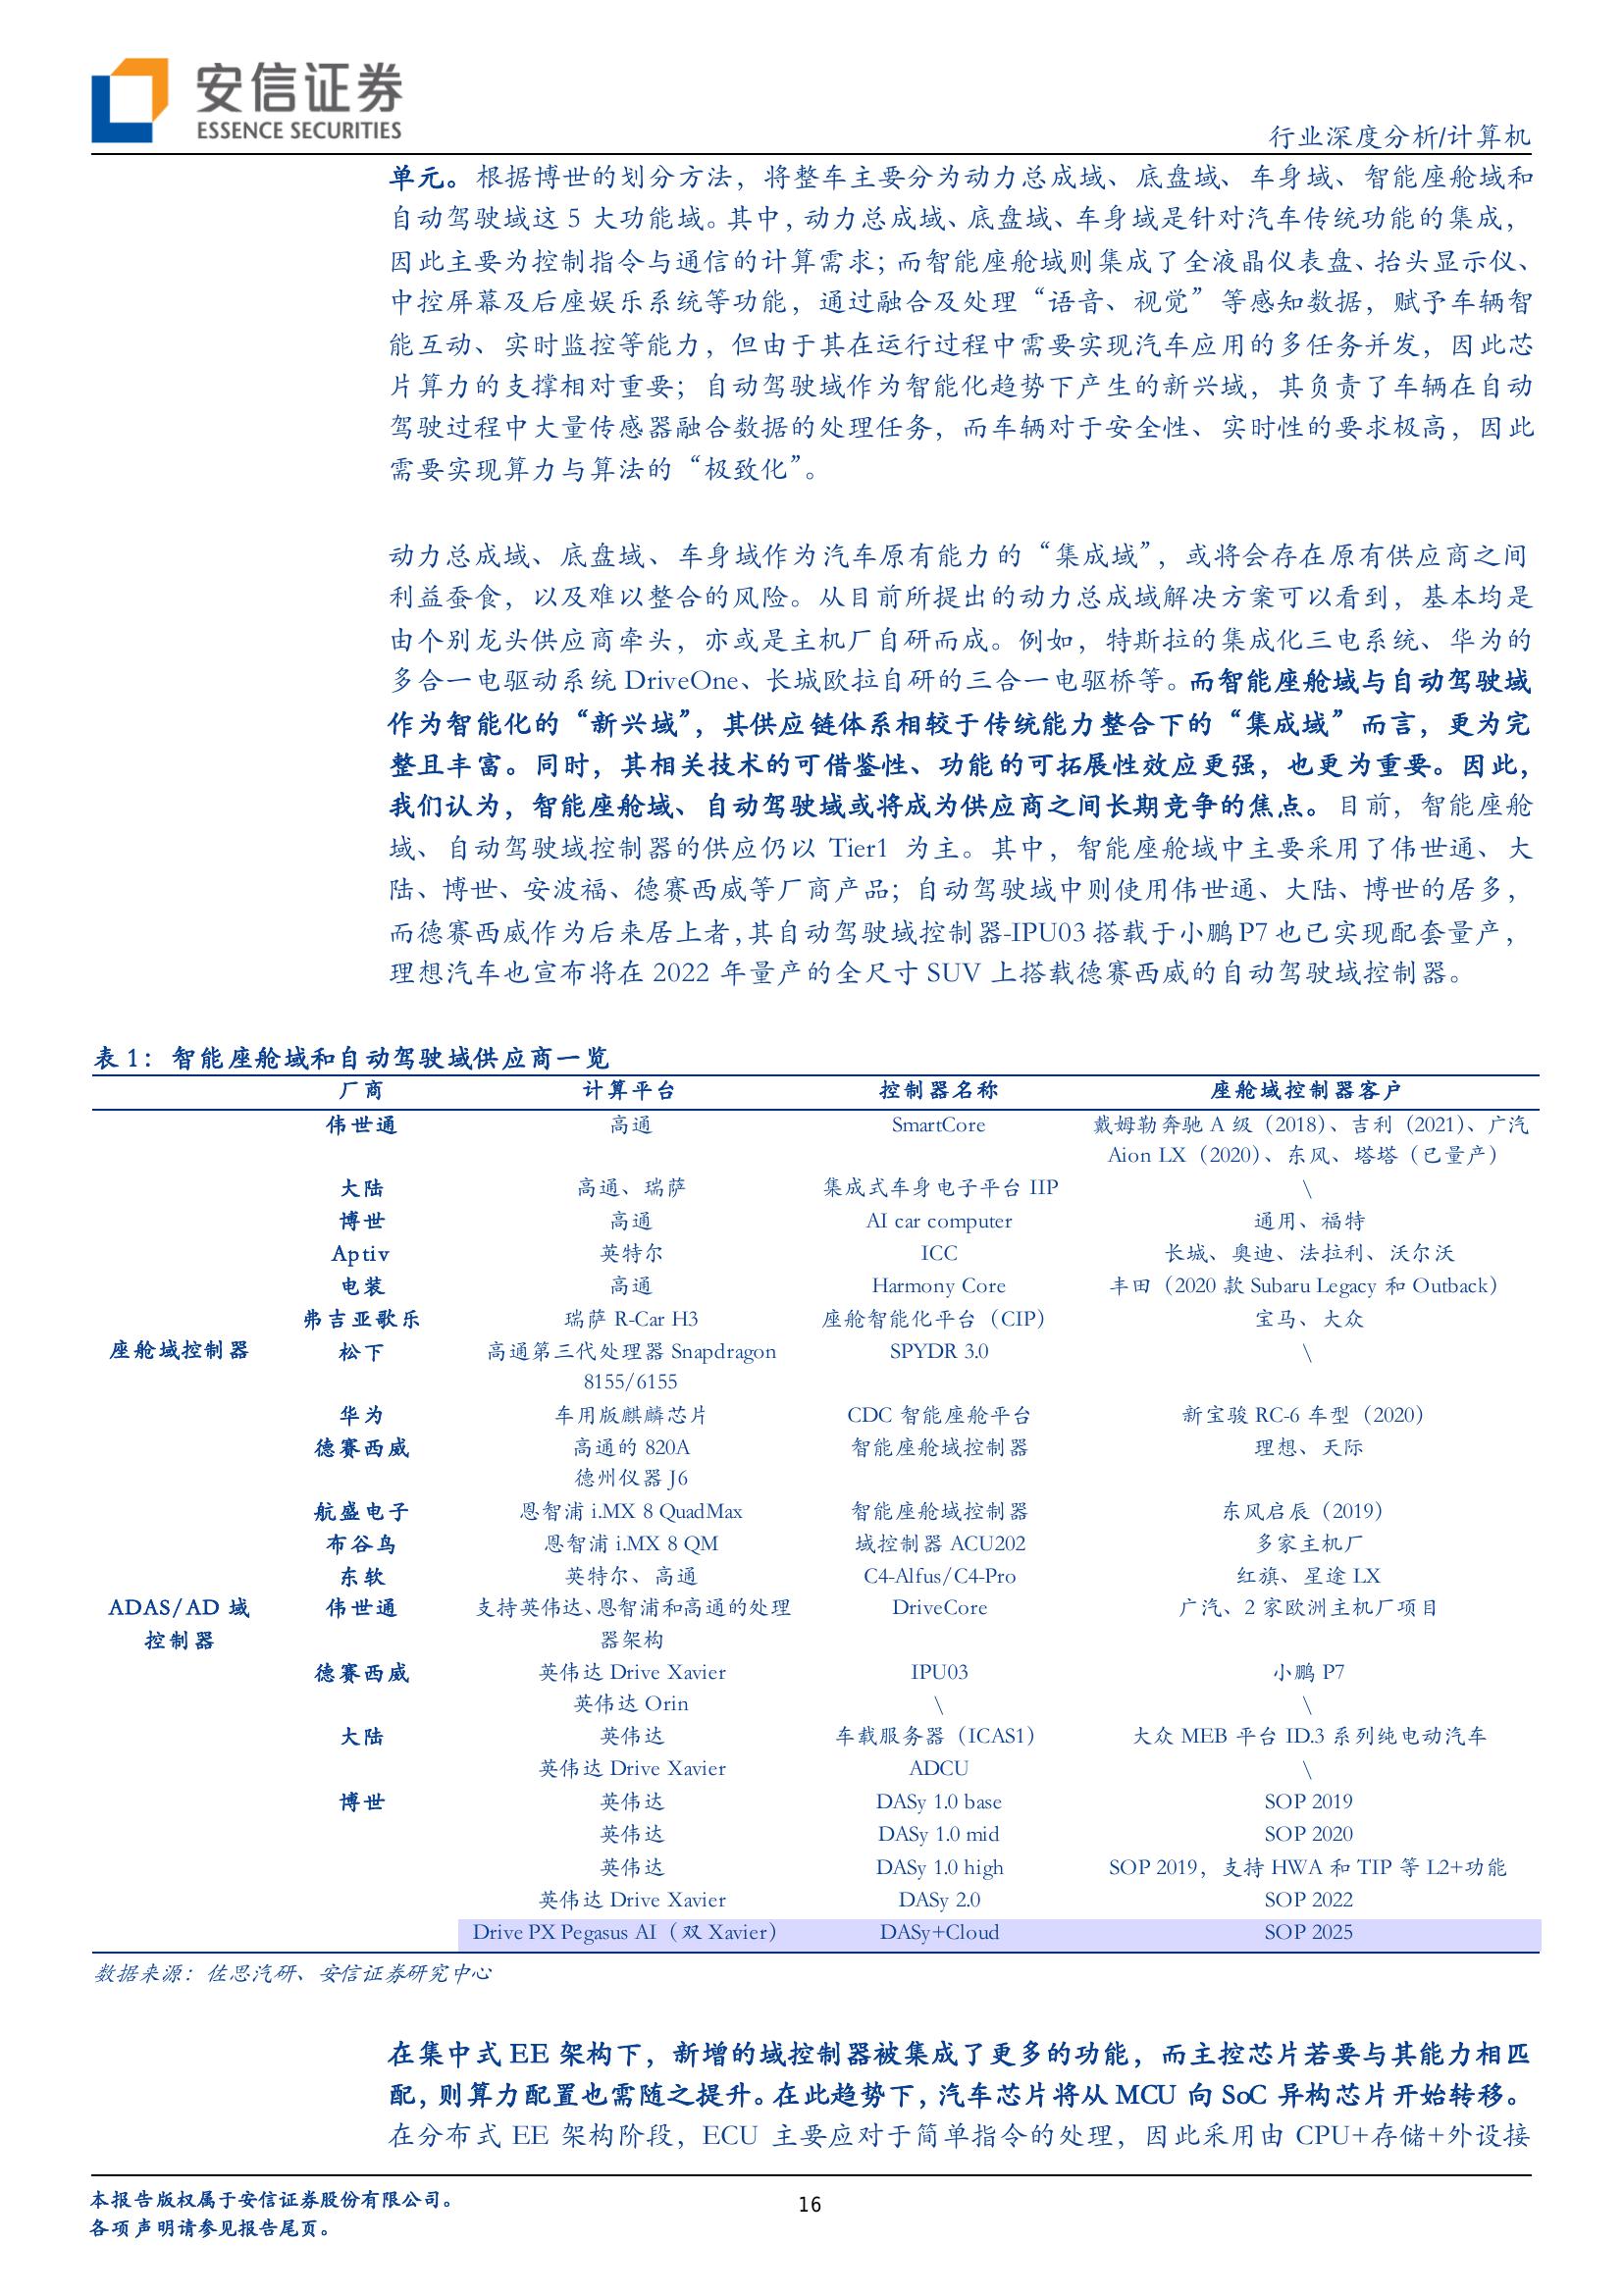 安信证券
ESSENCE SECURITIES
行业深度分析/计算机
单元。根据博世的划分方法，将整车主要分为动力总成域、底盘域、车身域、智能座舱域和
自动驾驶域这 5 大功能域。其中，动力总成域、底盘域、车身域是针对汽车传统功能的集成，
因此主要为控制指令与通信的计算需求；而智能座舱域则集成了全液晶仪表盘、抬头显示仪、
中控屏幕及后座娱乐系统等功能，通过融合及处理“语音、视觉”等感知数据，赋予车辆智
能互动、实时监控等能力，但由于其在运行过程中需要实现汽车应用的多任务并发，因此芯
片算力的支撑相对重要；自动驾驶域作为智能化趋势下产生的新兴域，其负责了车辆在自动
驾驶过程中大量传感器融合数据的处理任务，而车辆对于安全性、实时性的要求极高，因此
需要实现算力与算法的“极致化”。
动力总成域、底盘域、车身域作为汽车原有能力的“集成域”，或将会存在原有供应商之间
利益蚕食，以及难以整合的风险。从目前所提出的动力总成域解决方案可以看到，基本均是
由个别龙头供应商牵头，亦或是主机厂自研而成。例如，特斯拉的集成化三电系统、华为的
多合一电驱动系统 DriveOne、长城欧拉自研的三合一电驱桥等。而智能座舱域与自动驾驶域
作为智能化的“新兴域”，其供应链体系相较于传统能力整合下的“集成域”而言，更为完
整且丰富。同时，其相关技术的可借鉴性、功能的可拓展性效应更强，也更为重要。因此，
我们认为，智能座舱域、自动驾驶域或将成为供应商之间长期竞争的焦点。目前，智能座舱
域、自动驾驶域控制器的供应仍以 Tier1 为主。其中，智能座舱域中主要采用了伟世通、大
陆、博世、安波福、德赛西威等厂商产品；自动驾驶域中则使用伟世通、大陆、博世的居多，
而德赛西威作为后来居上者，其自动驾驶域控制器-IPU03 搭载于小鹏 P7 也已实现配套量产，
理想汽车也宣布将在 2022 年量产的全尺寸 SUV 上搭载德赛西威的自动驾驶域控制器。
表 1：智能座舱域和自动驾驶域供应商一览
厂商 计算平台 控制器名称 座舱域控制器客户
伟世通 高通 SmartCore 戴姆勒奔驰 A 级（2018）、吉利（2021）、广汽
Aion LX（2020）、东风、塔塔（已量产）
大陆 高通、瑞萨 集成式车身电子平台 IIP \
博世 高通 AI car computer 通用、福特
Aptiv 英特尔 ICC 长城、奥迪、法拉利、沃尔沃
电装 高通 Harmony Core 丰田（2020 款 Subaru Legacy 和 Outback）
弗吉亚歌乐 瑞萨 R-Car H3 座舱智能化平台（CIP） 宝马、大众
座舱域控制器 松下 高通第三代处理器 Snapdragon SPYDR 3.0 \
8155/6155
华为 车用版麒麟芯片 CDC 智能座舱平台 新宝骏 RC-6 车型（2020）
德赛西威 高通的 820A 智能座舱域控制器 理想、天际
德州仪器 J6
航盛电子 恩智浦 i.MX 8 QuadMax 智能座舱域控制器 东风启辰（2019）
布谷鸟 恩智浦 i.MX 8 QM 域控制器 ACU202 多家主机厂
东软 英特尔、高通 C4-Alfus/C4-Pro 红旗、星途 LX
ADAS/AD 域 伟世通 支持英伟达、恩智浦和高通的处理 DriveCore 广汽、2 家欧洲主机厂项目
控制器 器架构
德赛西威 英伟达 Drive Xavier IPU03 小鹏 P7
英伟达 Orin \ \
大陆 英伟达 车载服务器（ICAS1） 大众 MEB 平台 ID.3 系列纯电动汽车
英伟达 Drive Xavier ADCU \
博世 英伟达 DASy 1.0 base SOP 2019
英伟达 DASy 1.0 mid SOP 2020
英伟达 DASy 1.0 high SOP 2019，支持 HWA 和 TIP 等 L2+功能
英伟达 Drive Xavier DASy 2.0 SOP 2022
Drive PX Pegasus AI（双 Xavier） DASy+Cloud SOP 2025
数据来源：佐思汽研、安信证券研究中心
在集中式 EE 架构下，新增的域控制器被集成了更多的功能，而主控芯片若要与其能力相匹
配，则算力配置也需随之提升。在此趋势下，汽车芯片将从 MCU 向 SoC 异构芯片开始转移。
在分布式 EE 架构阶段，ECU 主要应对于简单指令的处理，因此采用由 CPU+存储+外设接
本报告版权属于安信证券股份有限公司。
各项声明请参见报告尾页。
16